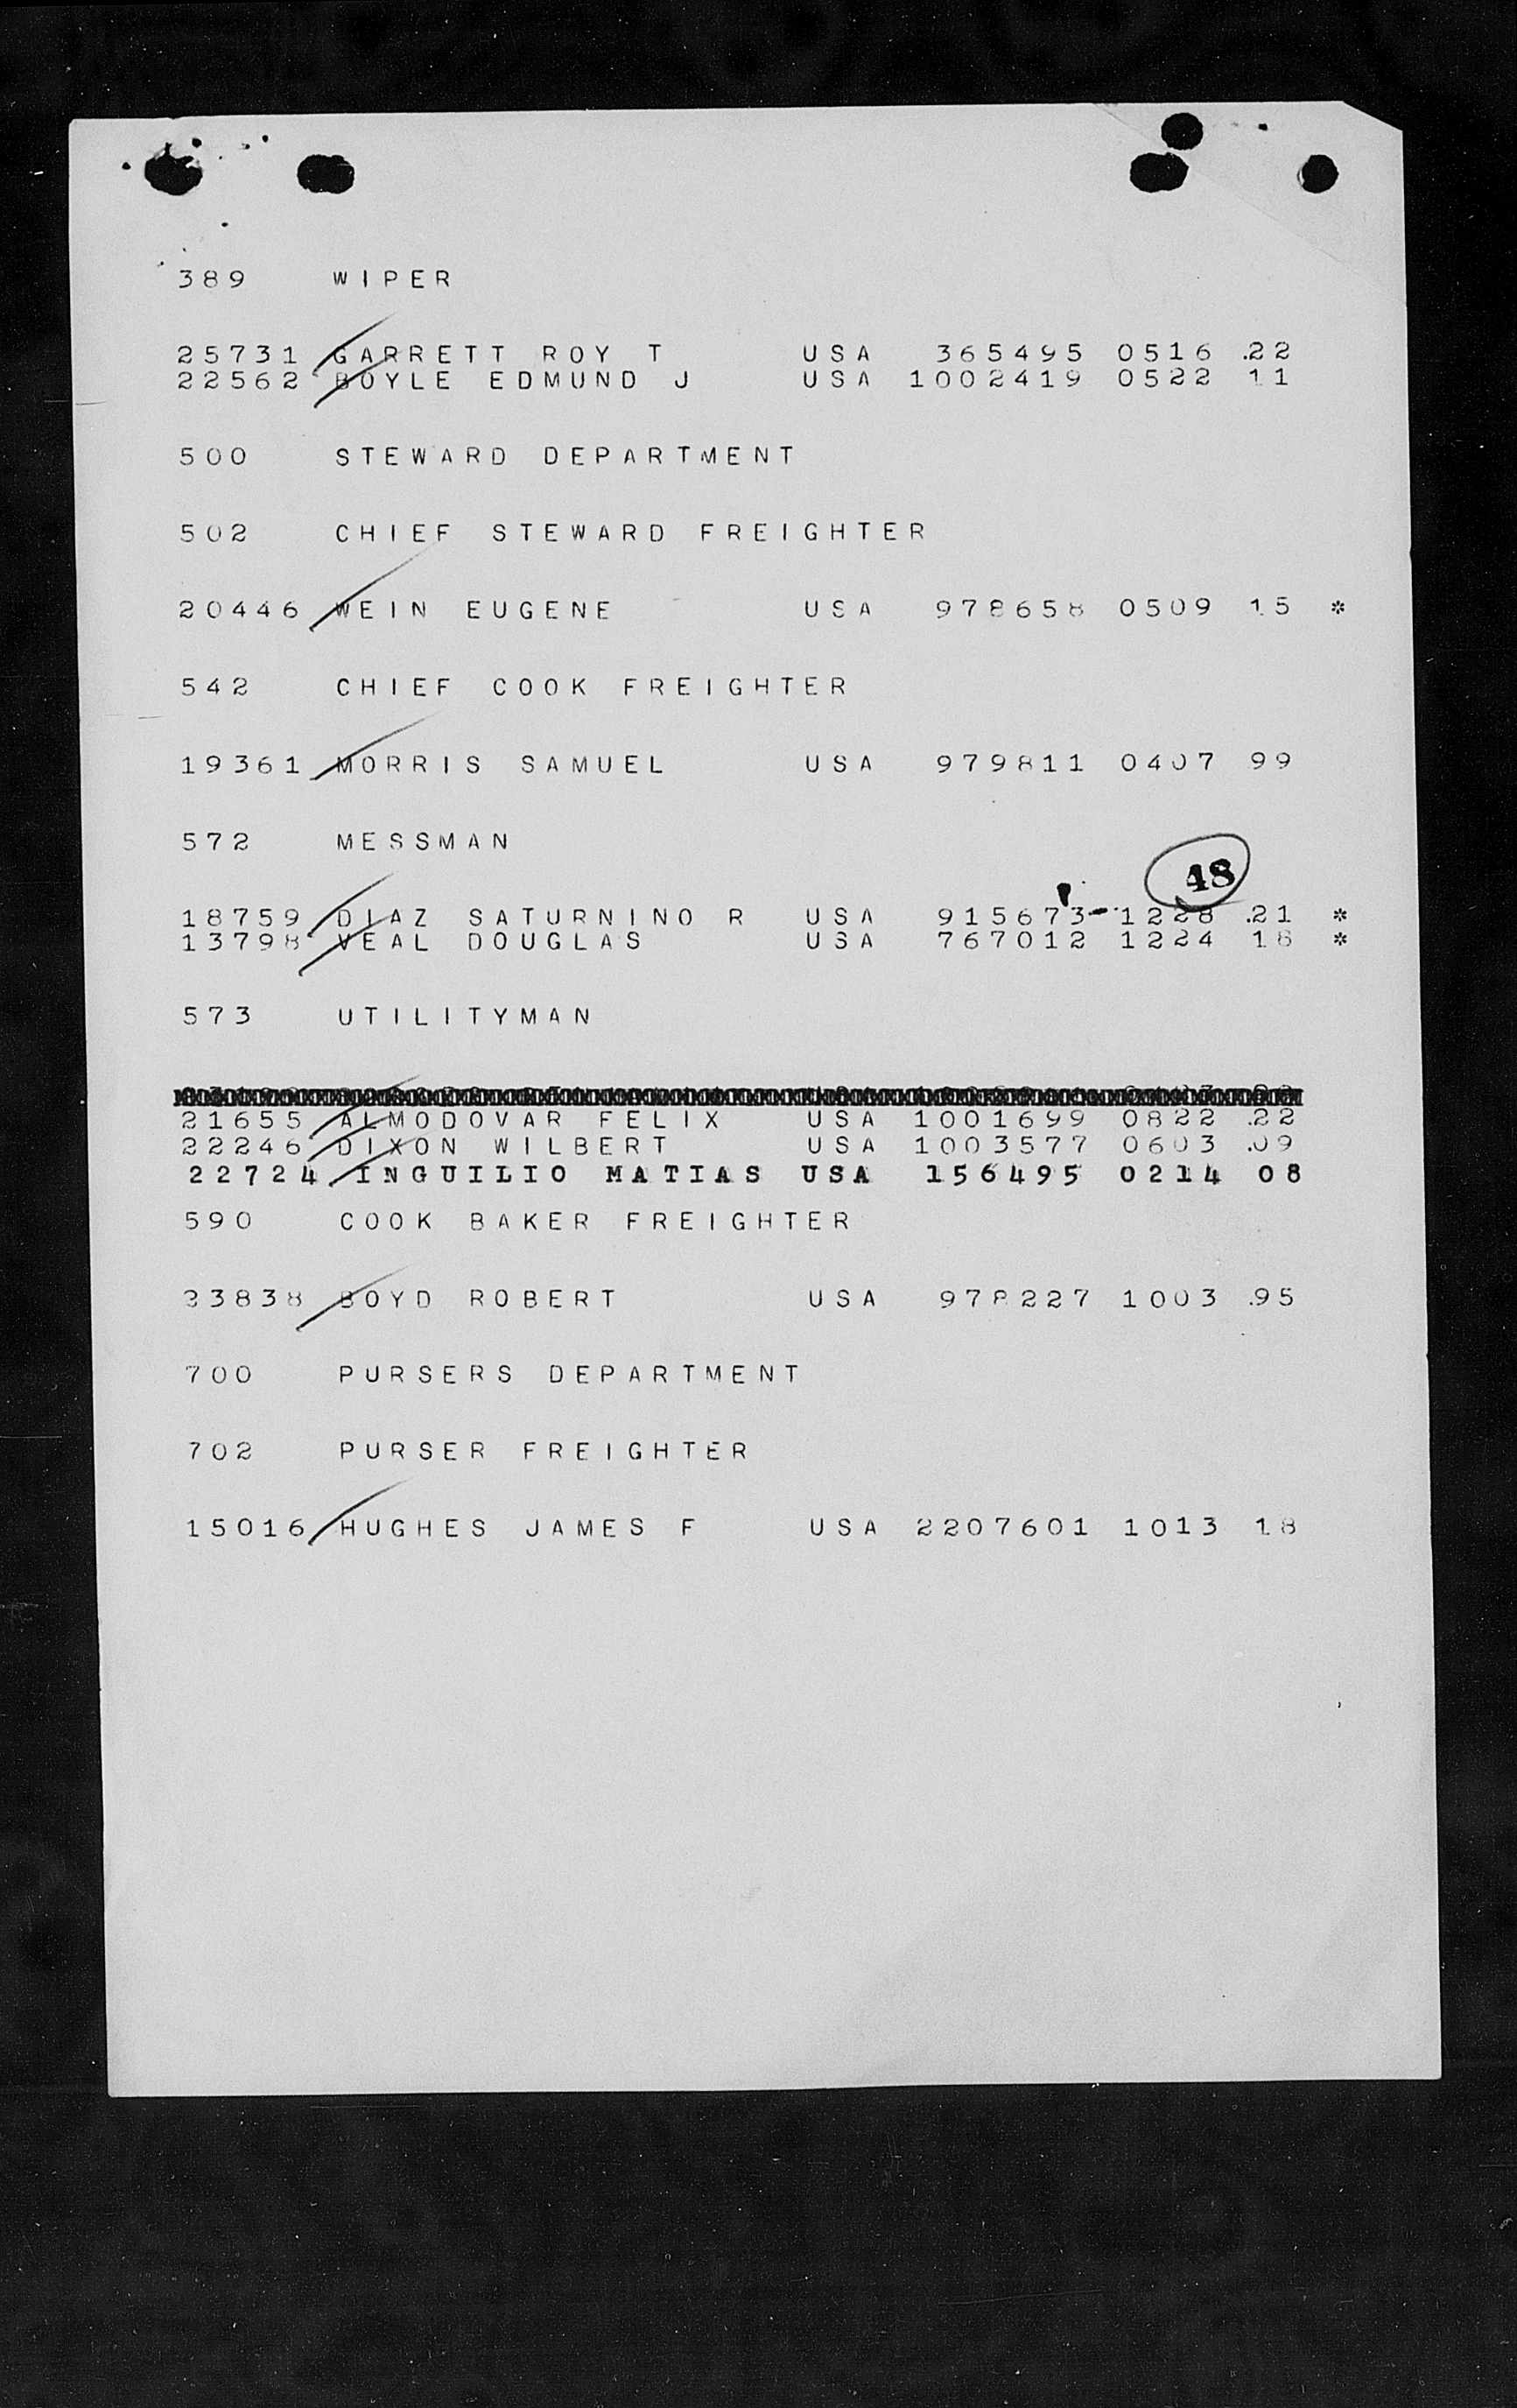 389 WIPER
25731 GARRETT ROY T USA 365495 0516 .22
22562 BOYLE EDMUND J USA 1002419 0522 11
500 STEWARD DEPARTMENT
502 CHIEF STEWARD FREIGHTER
20446 WEIN EUGENE USA 978658 0509 15 *
542 CHIEF COOK FREIGHTER
19361 MORRIS SAMUEL USA 979811 0407 99
572 MESSMAN
48
18759 DIAZ SATURNINO R USA 915673 1228 .21 *
13798 VEAL DOUGLAS USA 767012 1224 18 *
573 UTILITYMAN
21655 ALMODOVAR FELIX USA 1001699 0822 .22
22246 DIXON WILBERT USA 1003577 0603 .09
22724 INGUILIO MATIAS USA 156495 0214 08
590 COOK BAKER FREIGHTER
23838 BOYD ROBERT USA 978227 1003 .95
700 PURSERS DEPARTMENT
702 PURSER FREIGHTER
15016 HUGHES JAMES F USA 2207601 1013 18